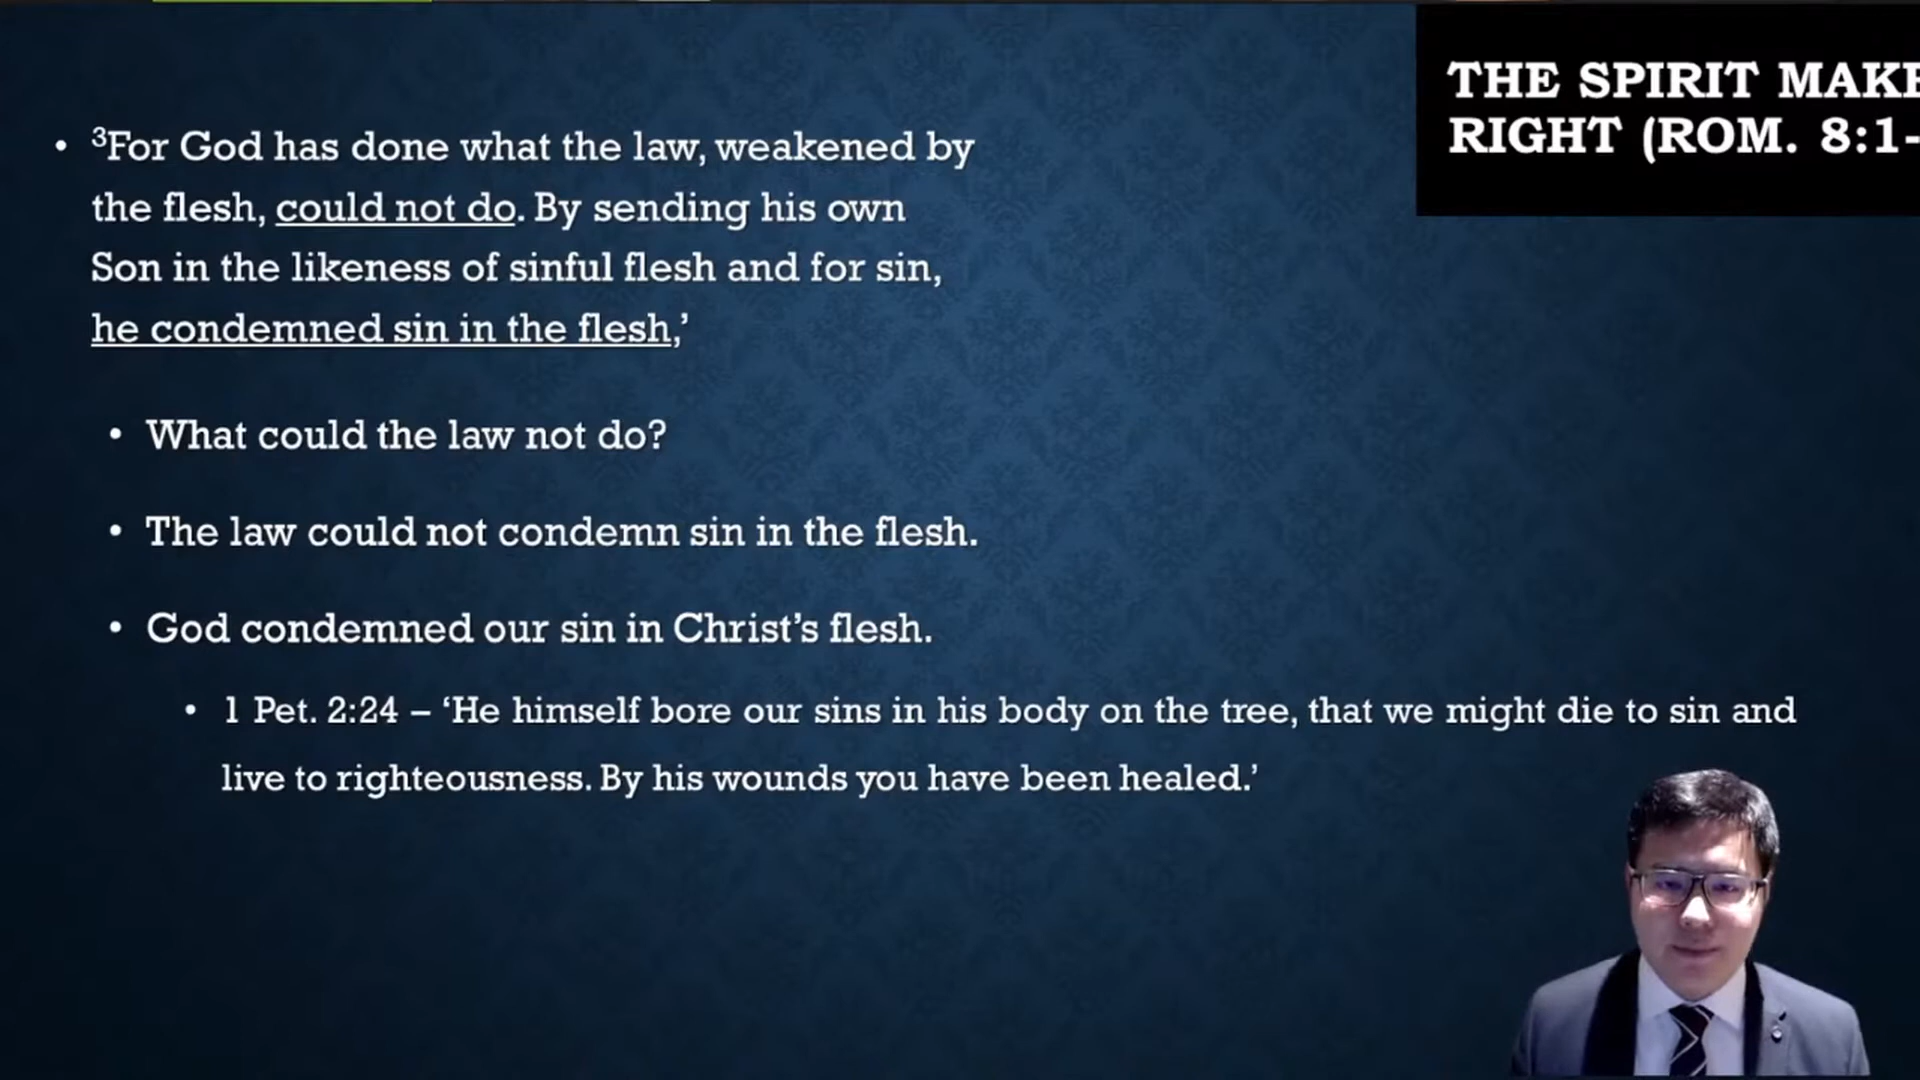 THE SPIRIT MAKE
RIGHT (ROM. 8:1-
• ³For God has done what the law, weakened by
the flesh, could not do. By sending his own
Son in the likeness of sinful flesh and for sin,
he condemned sin in the flesh,’
• What could the law not do?
• The law could not condemn sin in the flesh.
• God condemned our sin in Christ’s flesh.
• 1 Pet. 2:24 – ‘He himself bore our sins in his body on the tree, that we might die to sin and
live to righteousness. By his wounds you have been healed.’